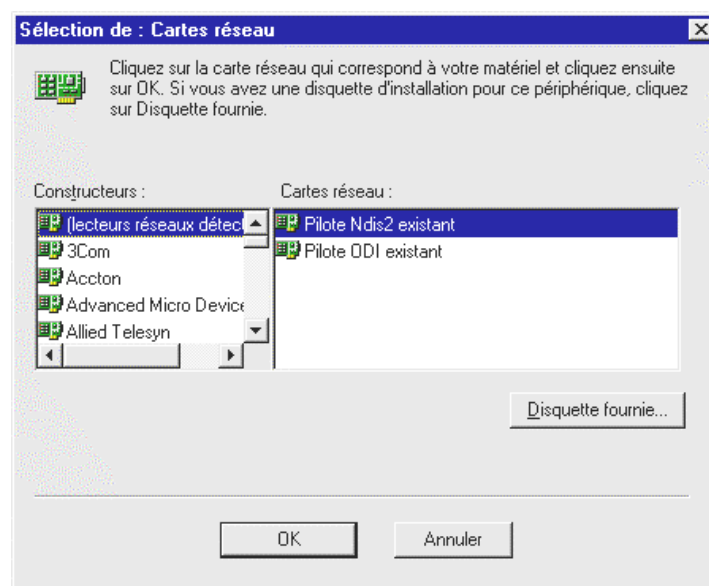 Sélection de : Cartes réseau
Cliquez sur la carte réseau qui correspond à votre matériel et cliquez ensuite
sur OK. Si vous avez une disquette d'installation pour ce périphérique, cliquez
sur Disquette fournie.
Constructeurs :
Cartes réseau :
(lecteurs réseaux détec
Pilote Ndis2 existant
3Com
Pilote ODI existant
Accton
Advanced Micro Device
Allied Telesyn
Disquette fournie...
OK
Annuler